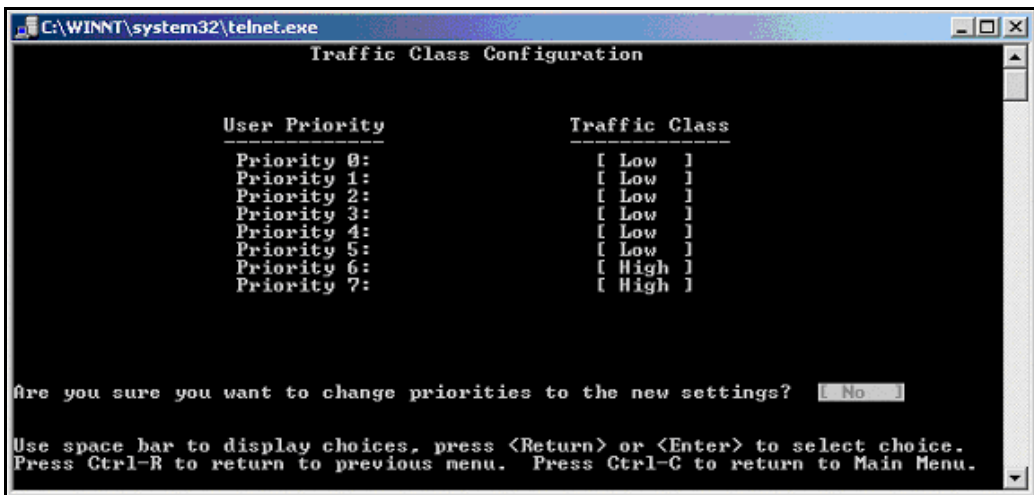 C:\WINNT\system32\telnet.exe
Traffic Class Configuration
User Priority Traffic Class
Priority 0: [ Low ]
Priority 1: [ Low ]
Priority 2: [ Low ]
Priority 3: [ Low ]
Priority 4: [ Low ]
Priority 5: [ Low ]
Priority 6: [ High ]
Priority 7: [ High ]
Are you sure you want to change priorities to the new settings? [ No ]
Use space bar to display choices, press <Return> or <Enter> to select choice.
Press Ctrl-R to return to previous menu. Press Ctrl-C to return to Main Menu.